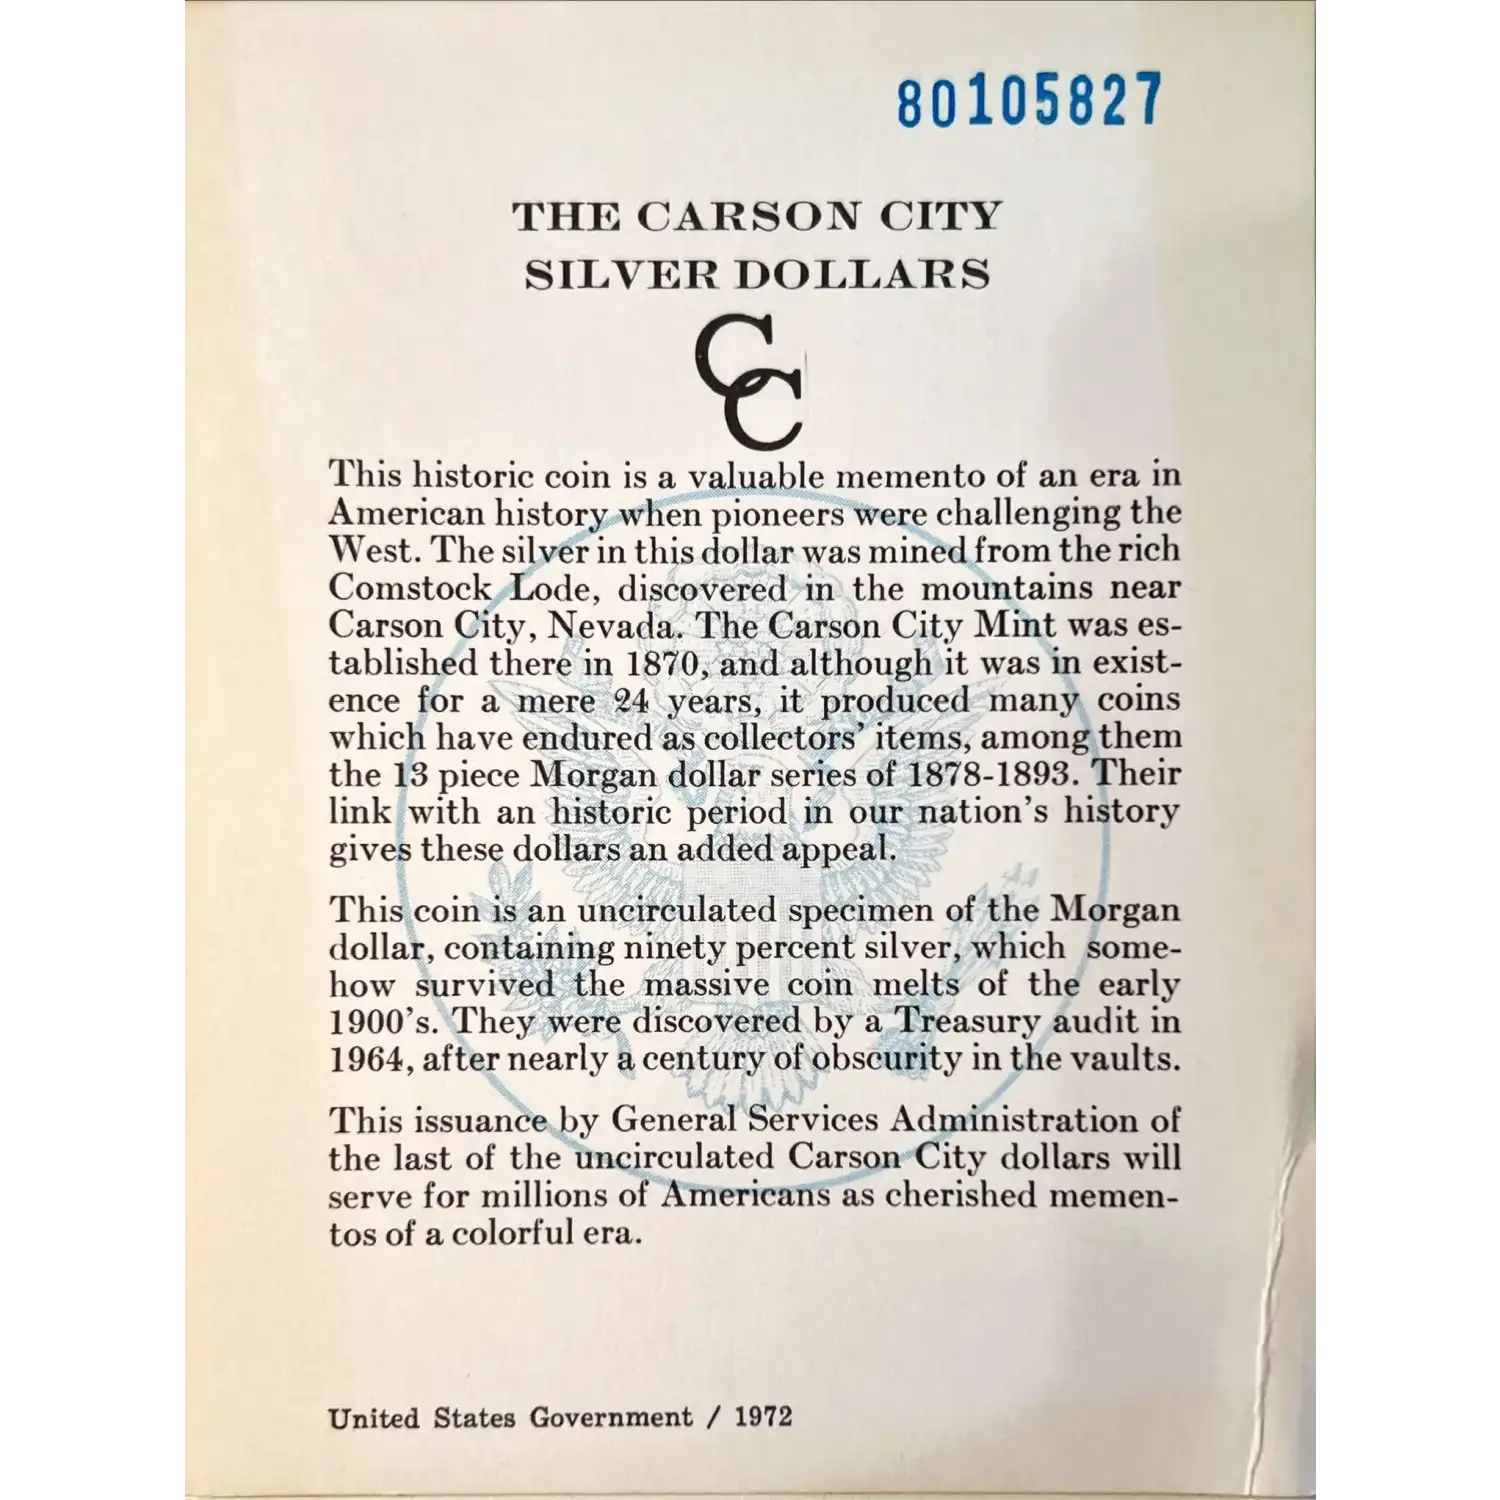 80105827
THE CARSON CITY
SILVER DOLLARS
CC
This historic coin is a valuable memento of an era in
American history when pioneers were challenging the
West. The silver in this dollar was mined from the rich
Comstock Lode, discovered in the mountains near
Carson City, Nevada. The Carson City Mint was es-
tablished there in 1870, and although it was in exist-
ence for a mere 24 years, it produced many coins
which have endured as collectors' items, among them
the 13 piece Morgan dollar series of 1878-1893. Their
link with an historic period in our nation's history
gives these dollars an added appeal.
This coin is an uncirculated specimen of the Morgan
dollar, containing ninety percent silver, which some-
how survived the massive coin melts of the early
1900's. They were discovered by a Treasury audit in
1964, after nearly a century of obscurity in the vaults.
This issuance by General Services Administration of
the last of the uncirculated Carson City dollars will
serve for millions of Americans as cherished memen-
tos of a colorful era.
United States Government / 1972